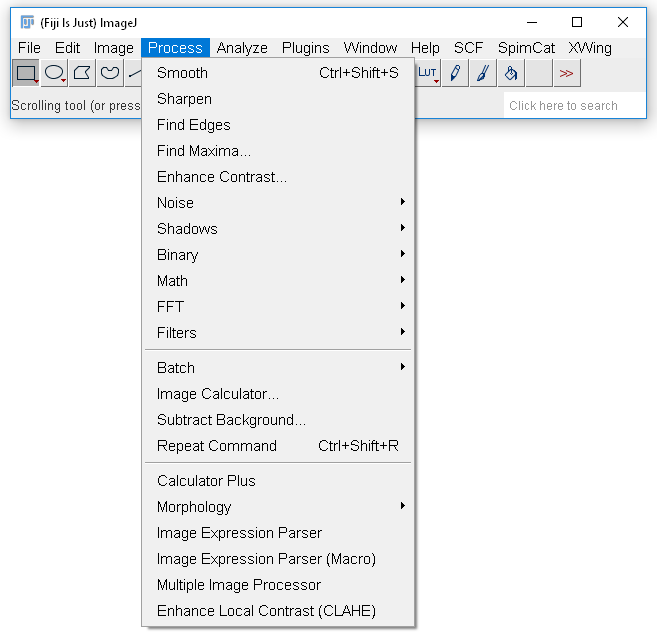 (Fiji Is Just) ImageJ
File Edit Image Process Analyze Plugins Window Help SCF SpimCat XWing
LUT >>
Scrolling tool (or press
Click here to search
Smooth Ctrl+Shift+S
Sharpen
Find Edges
Find Maxima...
Enhance Contrast...
Noise
Shadows
Binary
Math
FFT
Filters
Batch
Image Calculator...
Subtract Background...
Repeat Command Ctrl+Shift+R
Calculator Plus
Morphology
Image Expression Parser
Image Expression Parser (Macro)
Multiple Image Processor
Enhance Local Contrast (CLAHE)